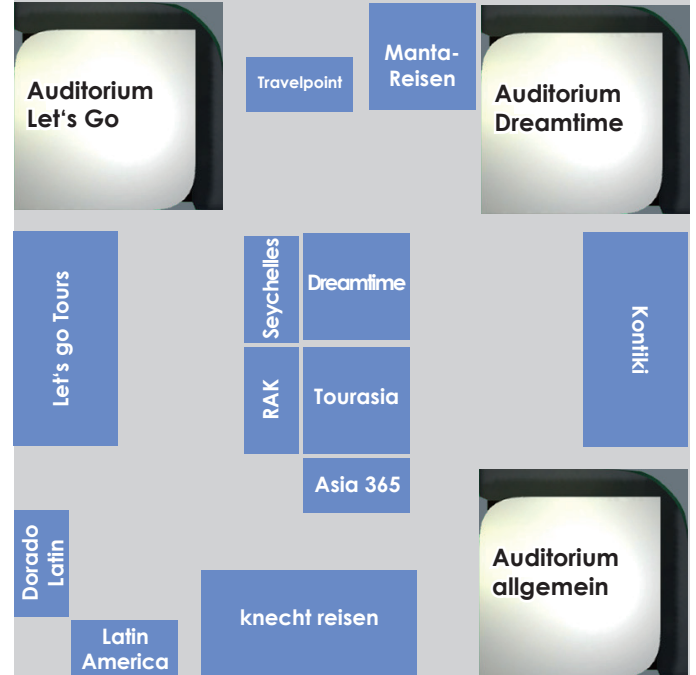 Auditorium
Let‘s Go
Travelpoint
Manta-
Reisen
Auditorium
Dreamtime
Let‘s go Tours
Seychelles
Dreamtime
Kontiki
RAK
Tourasia
Asia 365
Dorado
Latin
Auditorium
allgemein
knecht reisen
Latin
America